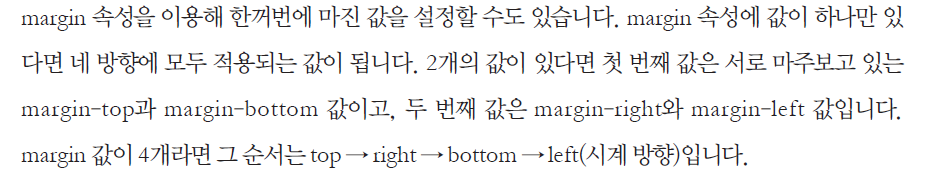 margin 속성을 이용해 한꺼번에 마진 값을 설정할 수도 있습니다. margin 속성에 값이 하나만 있
다면 네 방향에 모두 적용되는 값이 됩니다. 2개의 값이 있다면 첫 번째 값은 서로 마주보고 있는
margin-top과 margin-bottom 값이고, 두 번째 값은 margin-right와 margin-left 값입니다.
margin 값이 4개라면 그 순서는 top → right → bottom → left(시계 방향)입니다.